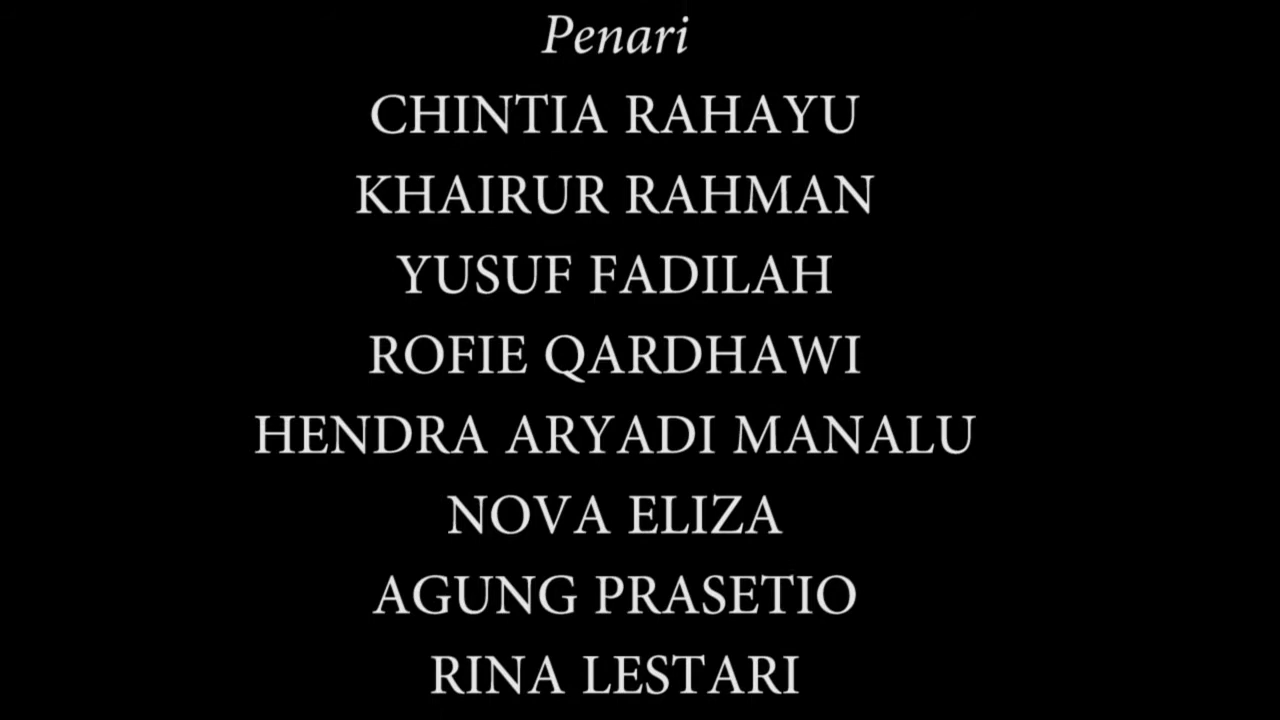 Penari
CHINTIA RAHAYU
KHAIRUR RAHMAN
YUSUF FADILAH
ROFIE QARDHAWI
HENDRA ARYADI MANALU
NOVA ELIZA
AGUNG PRASETIO
RINA LESTARI